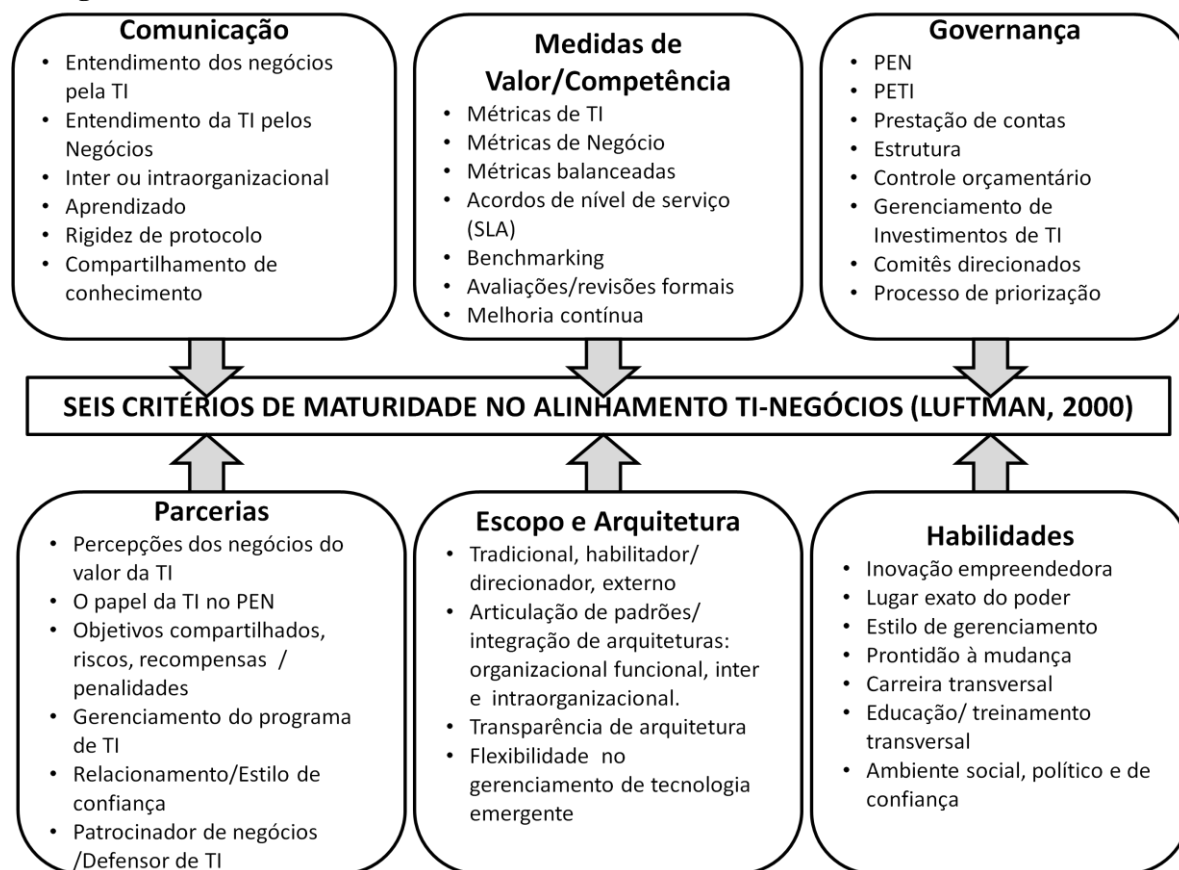 Comunicação
• Entendimento dos negócios
pela TI
• Entendimento da TI pelos
Negócios
• Inter ou intraorganizacional
• Aprendizado
• Rigidez de protocolo
• Compartilhamento de
conhecimento
Medidas de
Valor/Competência
• Métricas de TI
• Métricas de Negócio
• Métricas balanceadas
• Acordos de nível de serviço
(SLA)
• Benchmarking
• Avaliações/revisões formais
• Melhoria contínua
Governança
• PEN
• PETI
• Prestação de contas
• Estrutura
• Controle orçamentário
• Gerenciamento de
Investimentos de TI
• Comitês direcionados
• Processo de priorização
SEIS CRITÉRIOS DE MATURIDADE NO ALINHAMENTO TI-NEGÓCIOS (LUFTMAN, 2000)
Parcerias
• Percepções dos negócios do
valor da TI
• O papel da TI no PEN
• Objetivos compartilhados,
riscos, recompensas /
penalidades
• Gerenciamento do programa
de TI
• Relacionamento/Estilo de
confiança
• Patrocinador de negócios
/Defensor de TI
Escopo e Arquitetura
• Tradicional, habilitador/
direcionador, externo
• Articulação de padrões/
integração de arquiteturas:
organizacional funcional, inter
e intraorganizacional.
• Transparência de arquitetura
• Flexibilidade no
gerenciamento de tecnologia
emergente
Habilidades
• Inovação empreendedora
• Lugar exato do poder
• Estilo de gerenciamento
• Prontidão à mudança
• Carreira transversal
• Educação/ treinamento
transversal
• Ambiente social, político e de
confiança